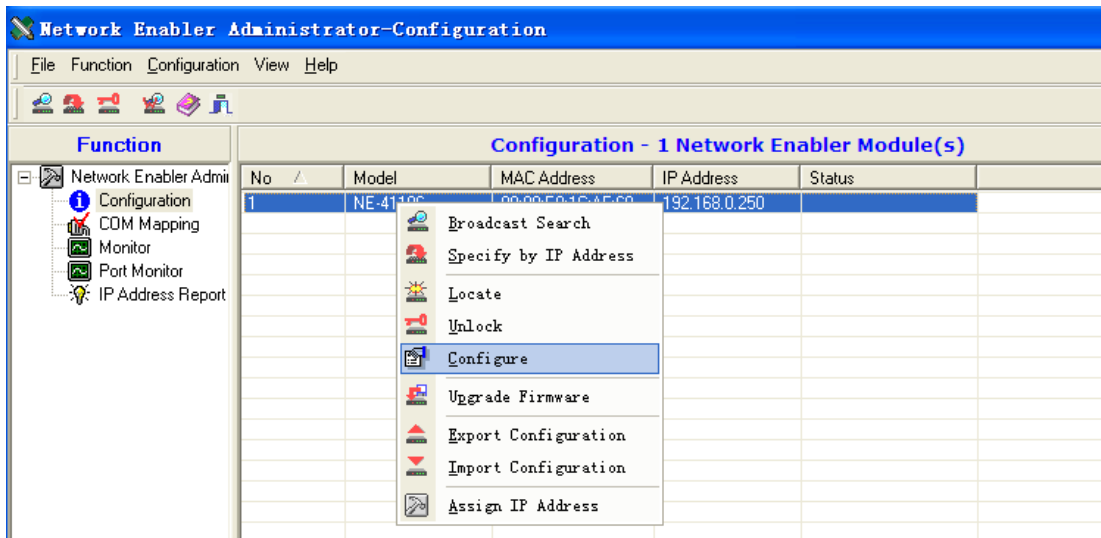 Network Enabler Administrator-Configuration
File Function Configuration View Help
Function
Configuration - 1 Network Enabler Module(s)
Network Enabler Admi
Configuration
COM Mapping
Monitor
Port Monitor
IP Address Report
No Model MAC Address IP Address Status
1 192.168.0.250
Broadcast Search
Specify by IP Address
Locate
Unlock
Configure
Upgrade Firmware
Export Configuration
Import Configuration
Assign IP Address